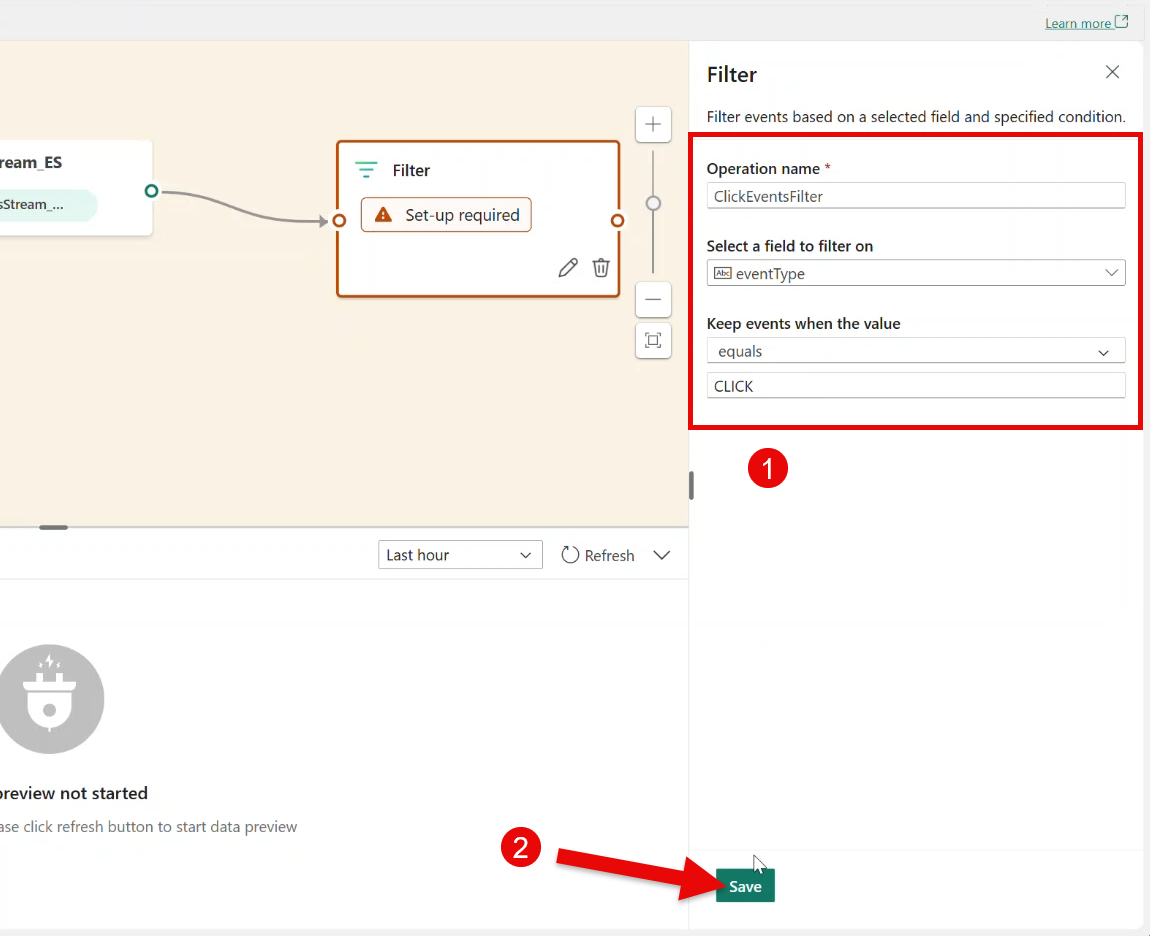 Learn more
Filter
Filter events based on a selected field and specified condition.
ream_ES
sStream_...
Filter
Set-up required
Operation name *
ClickEventsFilter
Select a field to filter on
Abc eventType
Keep events when the value
equals
CLICK
1
Last hour
Refresh
preview not started
ase click refresh button to start data preview
2
Save